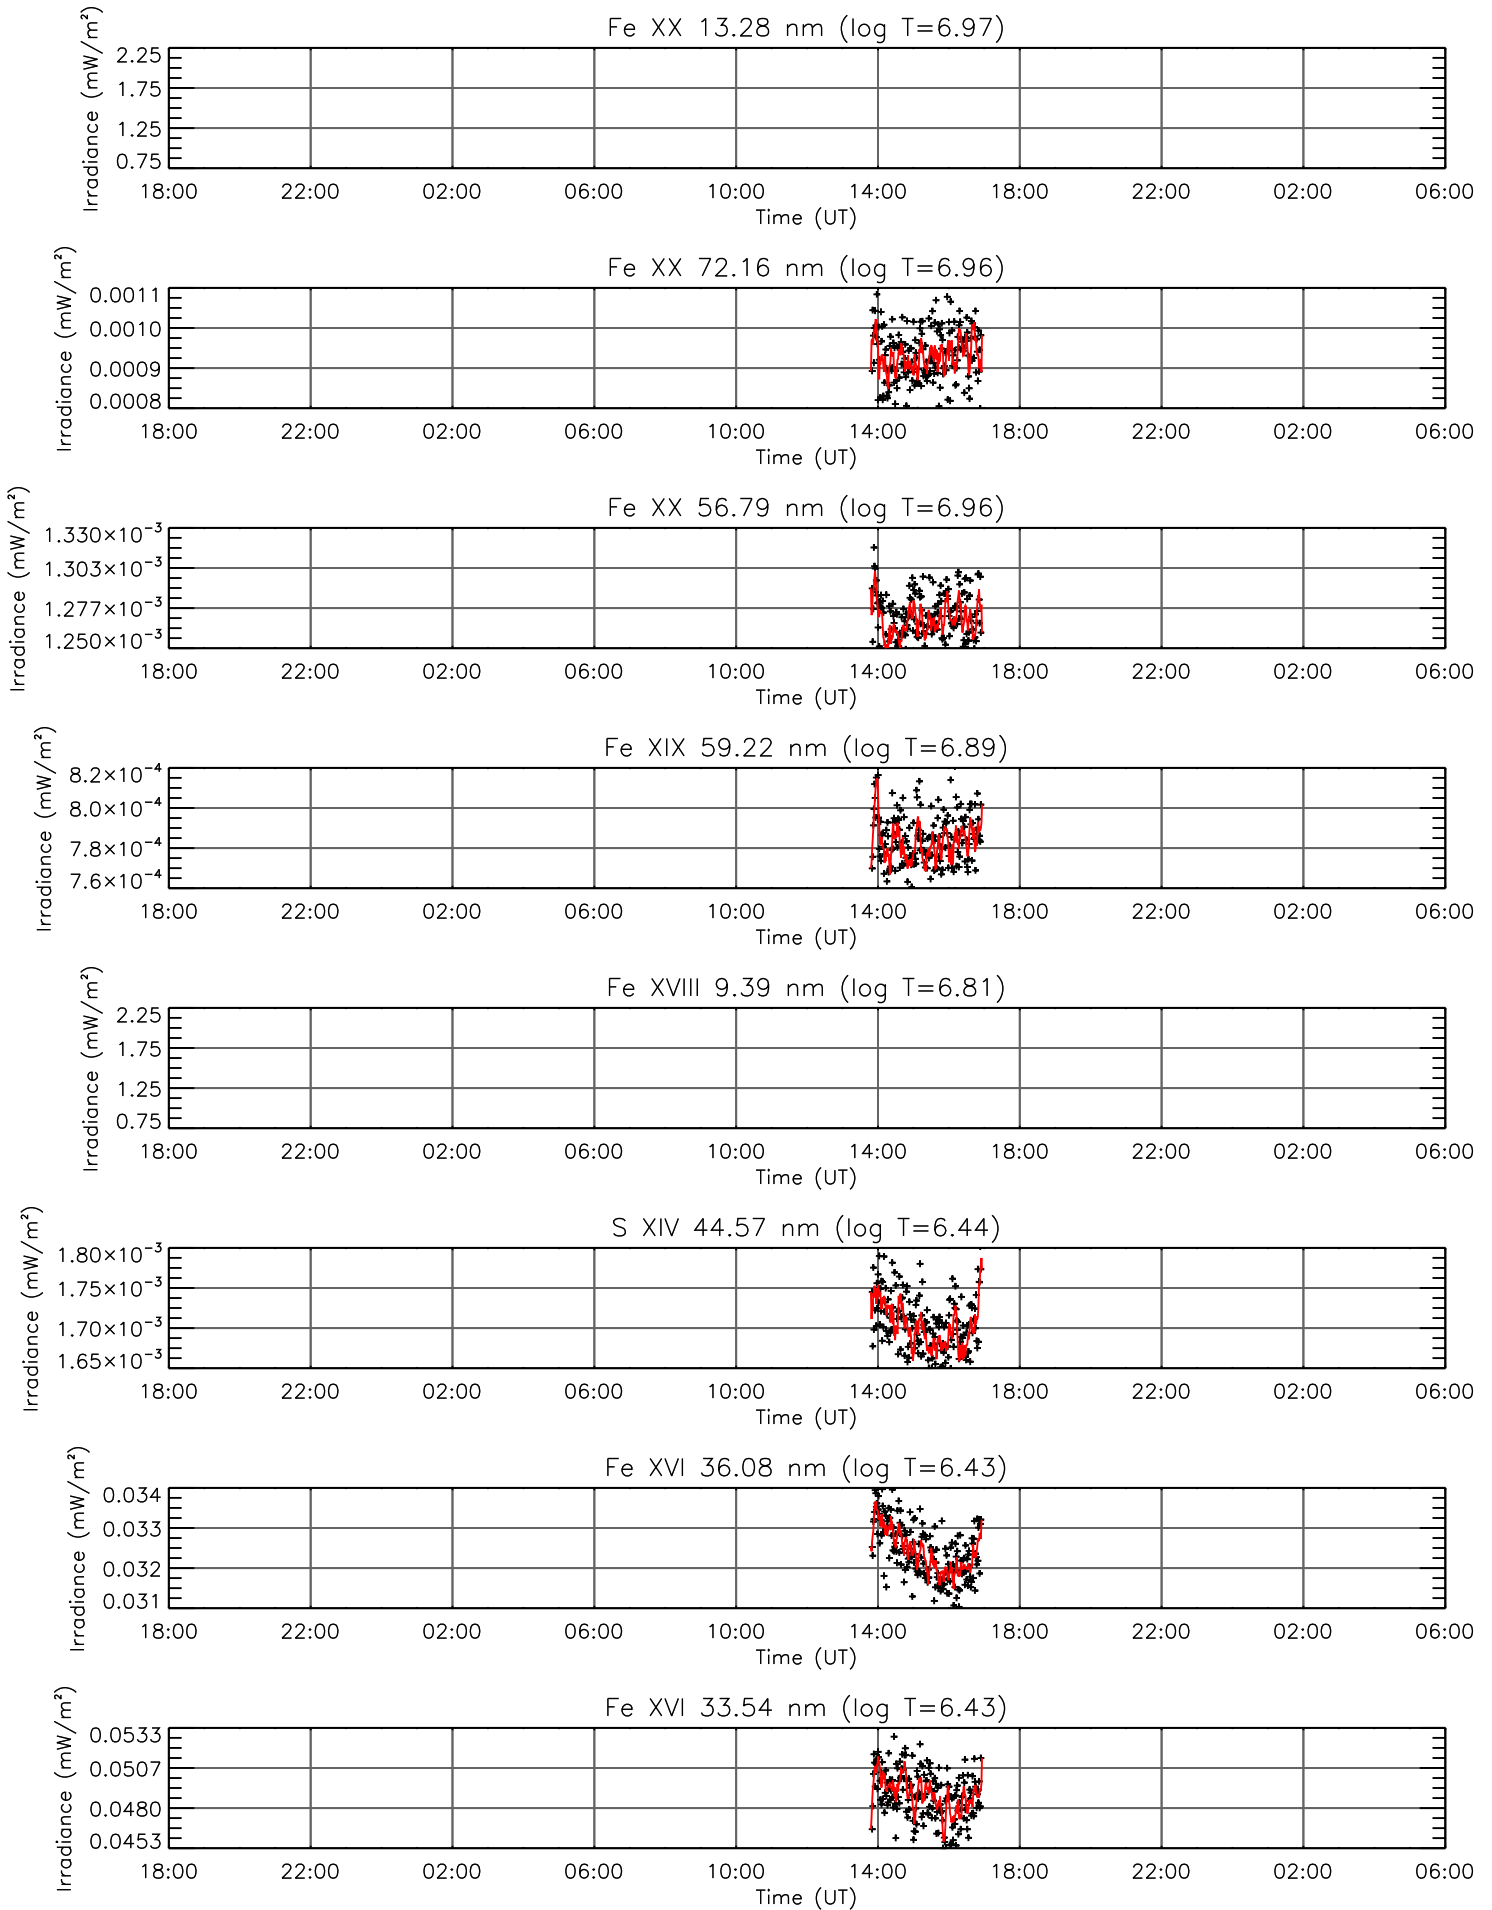 Fe XX 13.28 nm (log T=6.97)
Irradiance (mW/m²)
2.25
1.75
1.25
0.75
18:00 22:00 02:00 06:00 10:00 14:00 18:00 22:00 02:00 06:00
Time (UT)
Fe XX 72.16 nm (log T=6.96)
Irradiance (mW/m²)
0.0011
0.0010
0.0009
0.0008
18:00 22:00 02:00 06:00 10:00 14:00 18:00 22:00 02:00 06:00
Time (UT)
Fe XX 56.79 nm (log T=6.96)
Irradiance (mW/m²)
1.330×10⁻³
1.303×10⁻³
1.277×10⁻³
1.250×10⁻³
18:00 22:00 02:00 06:00 10:00 14:00 18:00 22:00 02:00 06:00
Time (UT)
Fe XIX 59.22 nm (log T=6.89)
Irradiance (mW/m²)
8.2×10⁻⁴
8.0×10⁻⁴
7.8×10⁻⁴
7.6×10⁻⁴
18:00 22:00 02:00 06:00 10:00 14:00 18:00 22:00 02:00 06:00
Time (UT)
Fe XVIII 9.39 nm (log T=6.81)
Irradiance (mW/m²)
2.25
1.75
1.25
0.75
18:00 22:00 02:00 06:00 10:00 14:00 18:00 22:00 02:00 06:00
Time (UT)
S XIV 44.57 nm (log T=6.44)
Irradiance (mW/m²)
1.80×10⁻³
1.75×10⁻³
1.70×10⁻³
1.65×10⁻³
18:00 22:00 02:00 06:00 10:00 14:00 18:00 22:00 02:00 06:00
Time (UT)
Fe XVI 36.08 nm (log T=6.43)
Irradiance (mW/m²)
0.034
0.033
0.032
0.031
18:00 22:00 02:00 06:00 10:00 14:00 18:00 22:00 02:00 06:00
Time (UT)
Fe XVI 33.54 nm (log T=6.43)
Irradiance (mW/m²)
0.0533
0.0507
0.0480
0.0453
18:00 22:00 02:00 06:00 10:00 14:00 18:00 22:00 02:00 06:00
Time (UT)